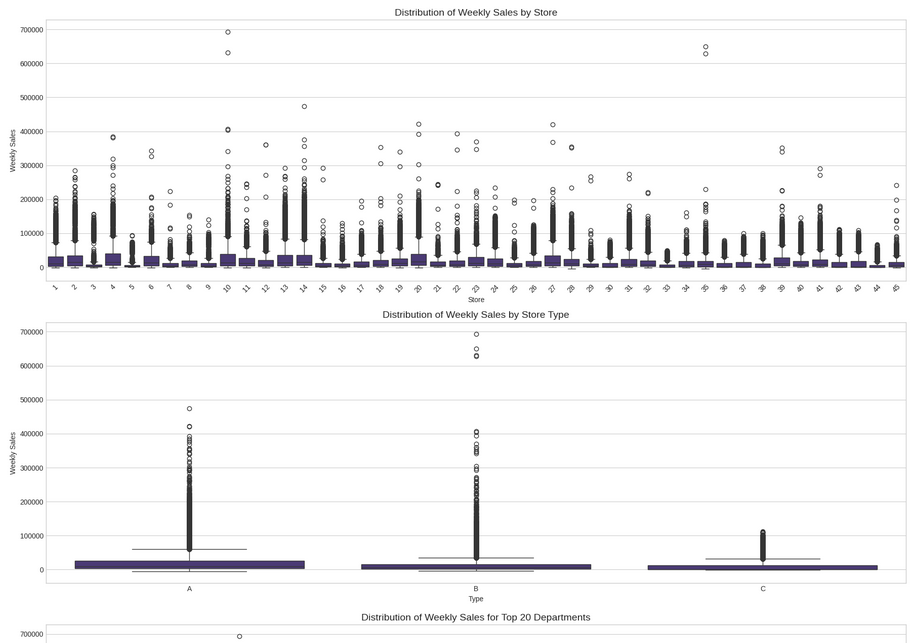 Distribution of Weekly Sales by Store
700000
600000
500000
400000
300000
200000
100000
0
Weekly Sales
2 3 4 5 6 7 8 9 10 11 12 13 14 15 16 17 18 19 20 21 22 23 24 25 26 27 28 29 30 31 32 33 34 35 36 37 38 39 40 41 42 43 44 45
Store
Distribution of Weekly Sales by Store Type
700000
600000
500000
400000
300000
200000
100000
0
Weekly Sales
A B C
Type
Distribution of Weekly Sales for Top 20 Departments
700000